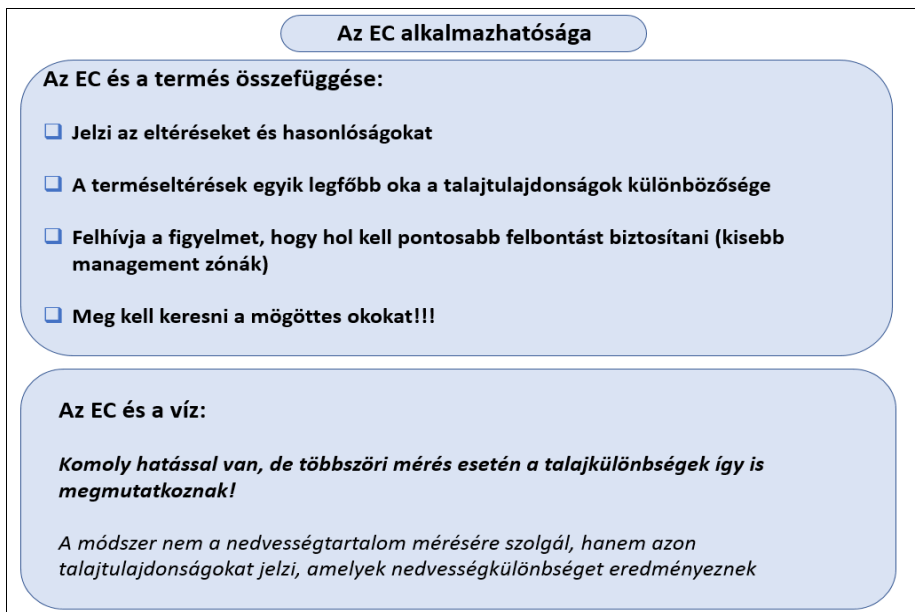 Az EC alkalmazhatósága
Az EC és a termés összefüggése:
Jelzi az eltéréseket és hasonlóságokat
A terméseltérések egyik legfőbb oka a talajtulajdonságok különbözősége
Felhívja a figyelmet, hogy hol kell pontosabb felbontást biztosítani (kisebb
management zónák)
Meg kell keresni a mögöttes okokat!!!
Az EC és a víz:
Komoly hatással van, de többszöri mérés esetén a talajkülönbségek így is
megmutatkoznak!
A módszer nem a nedvességtartalom mérésére szolgál, hanem azon
talajtulajdonságokat jelzi, amelyek nedvességkülönbséget eredményeznek